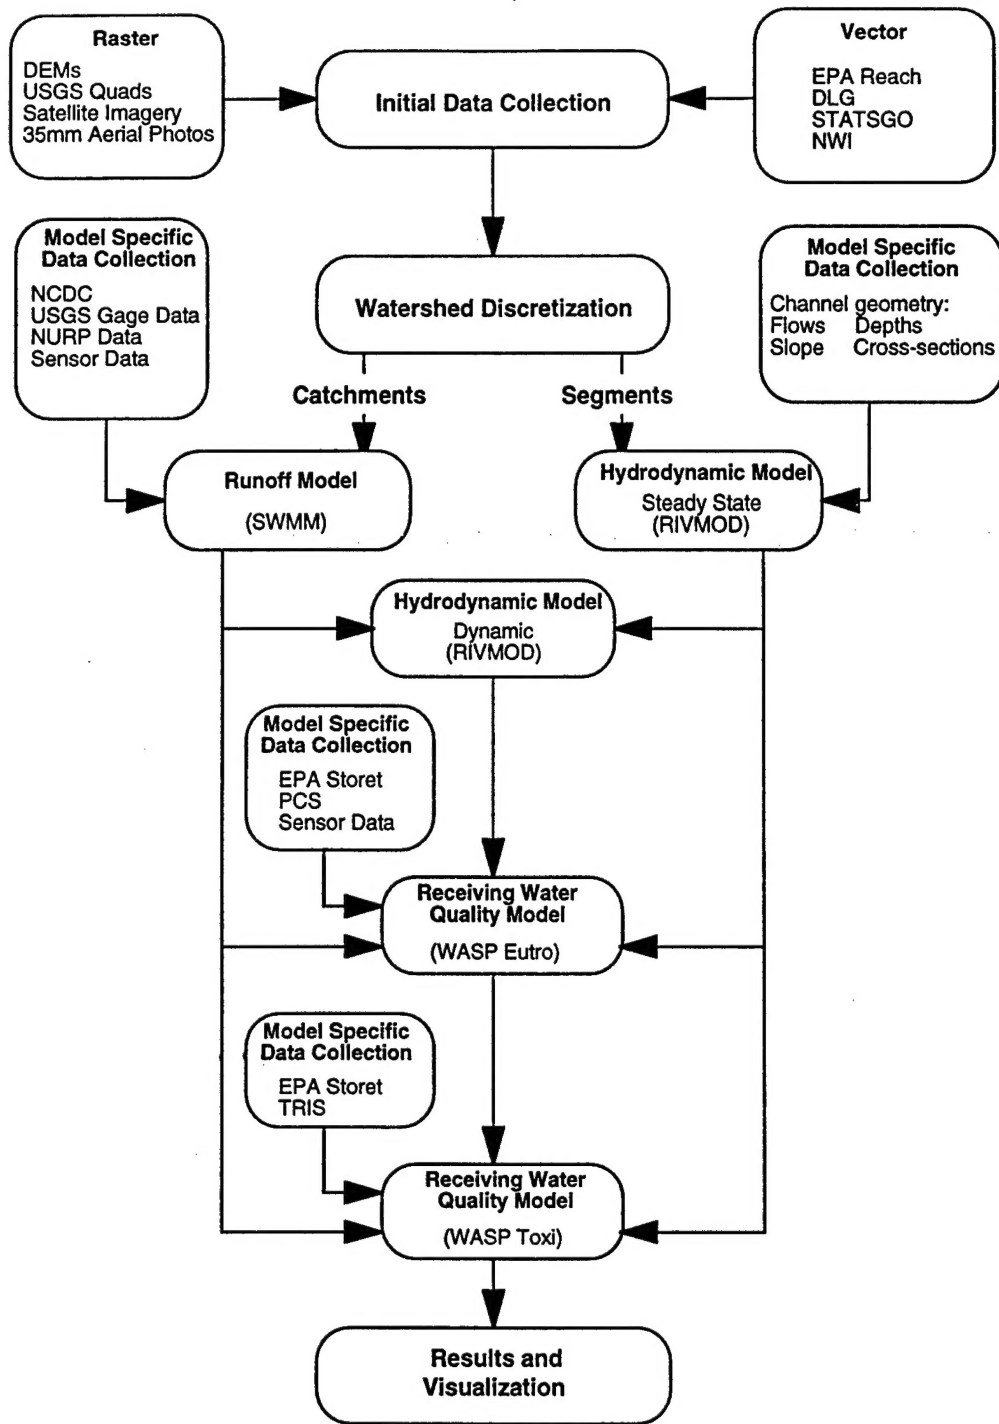 Raster
DEMs
USGS Quads
Satellite Imagery
35mm Aerial Photos
Initial Data Collection
Vector
EPA Reach
DLG
STATSGO
NWI
Model Specific
Data Collection
NCDC
USGS Gage Data
NURP Data
Sensor Data
Watershed Discretization
Model Specific
Data Collection
Channel geometry:
Flows Depths
Slope Cross-sections
Catchments
Segments
Runoff Model
(SWMM)
Hydrodynamic Model
Steady State
(RIVMOD)
Hydrodynamic Model
Dynamic
(RIVMOD)
Model Specific
Data Collection
EPA Storet
PCS
Sensor Data
Receiving Water
Quality Model
(WASP Eutro)
Model Specific
Data Collection
EPA Storet
TRIS
Receiving Water
Quality Model
(WASP Toxi)
Results and
Visualization